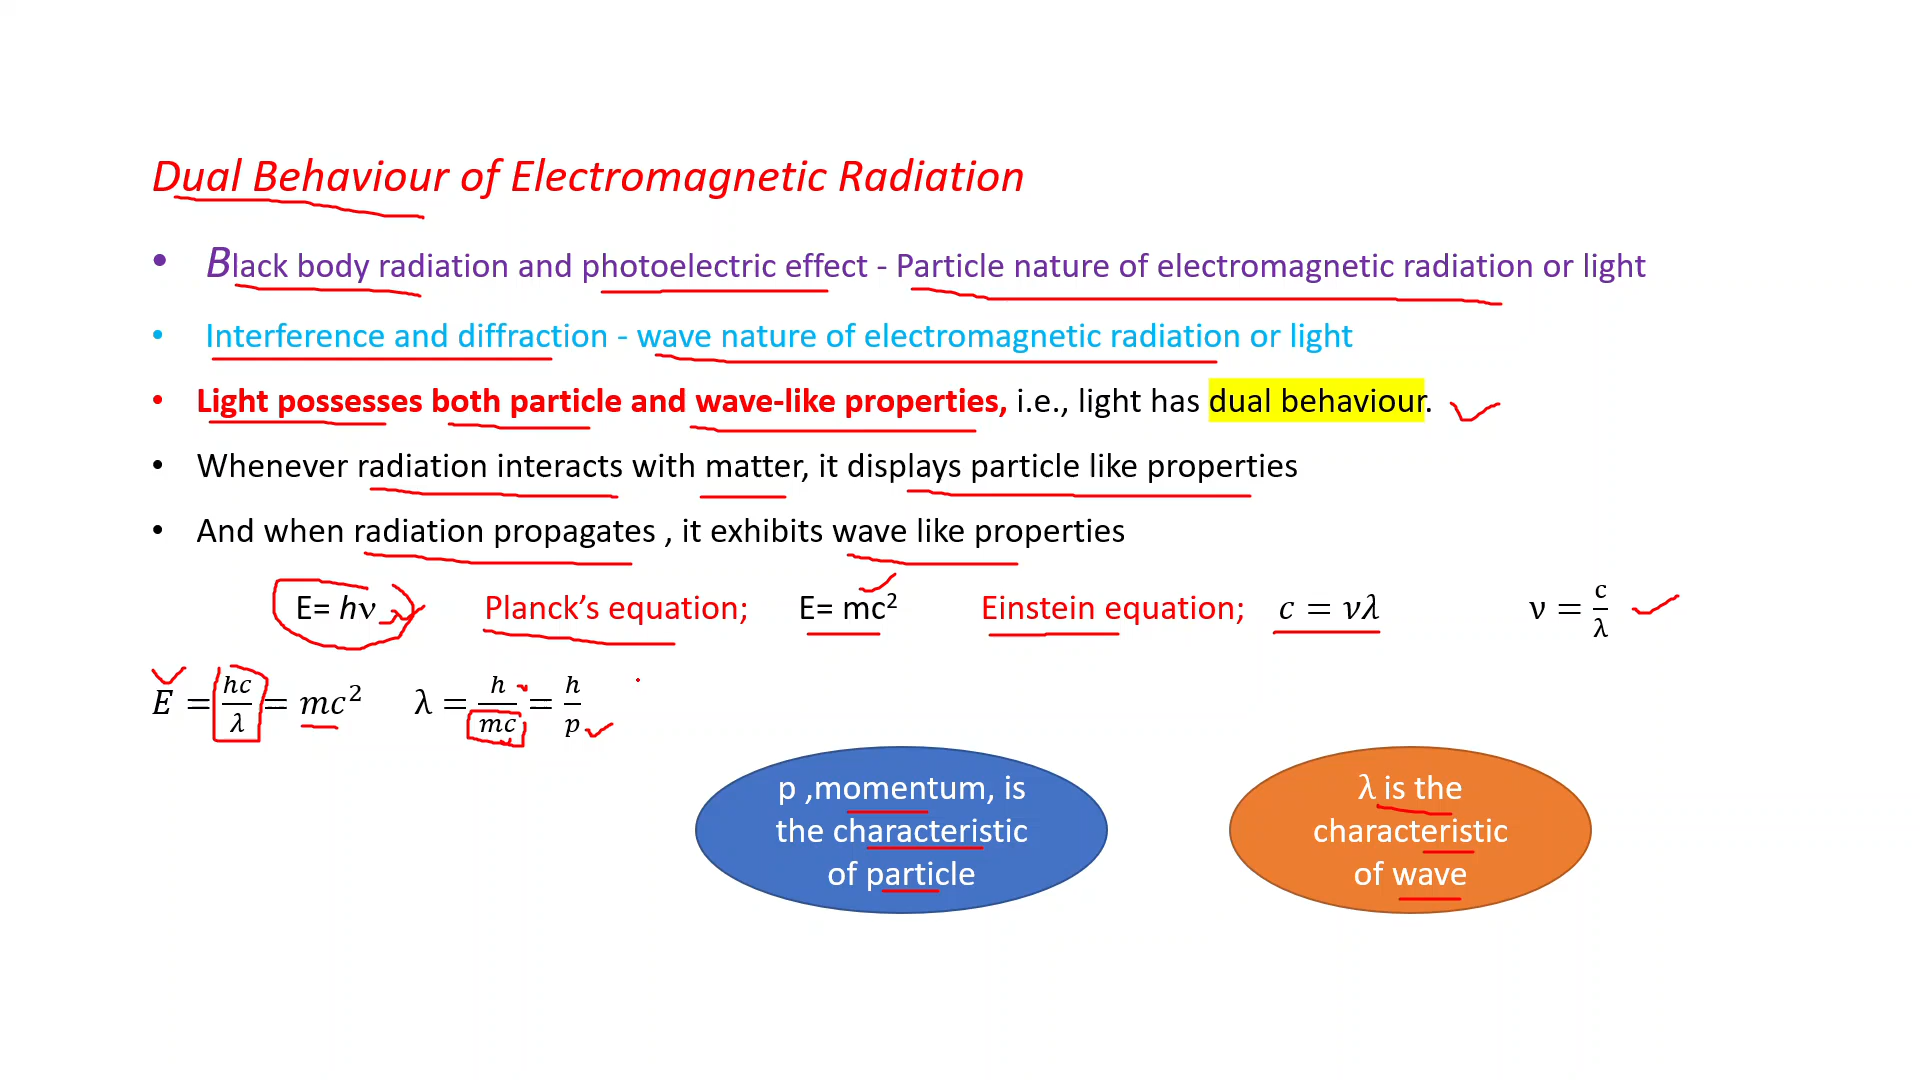 Dual Behaviour of Electromagnetic Radiation
• Black body radiation and photoelectric effect - Particle nature of electromagnetic radiation or light
• Interference and diffraction - wave nature of electromagnetic radiation or light
• Light possesses both particle and wave-like properties, i.e., light has dual behaviour.
• Whenever radiation interacts with matter, it displays particle like properties
• And when radiation propagates , it exhibits wave like properties
E= hν Planck’s equation; E= mc² Einstein equation; c = νλ ν = c/λ
E = hc/λ = mc² λ = h/mc = h/p
p ,momentum, is
the characteristic
of particle
λ is the
characteristic
of wave